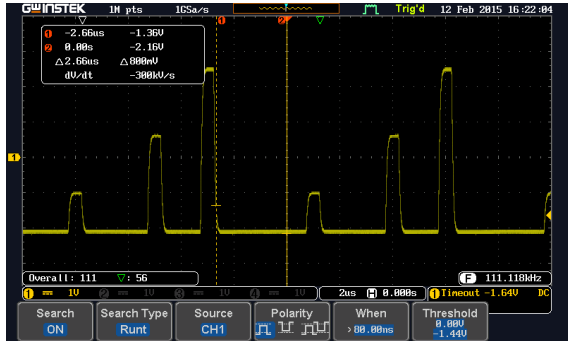 GWINSTEK 1M pts 1GSa/s Trig'd 12 Feb 2015 16:22:04
1 -2.66us -1.36V
2 0.00s -2.16V
△2.66us △800mV
dV/dt -300kV/s
1 2
1
Overall: 111 ▽: 56 F 111.118kHz
1 1V 2 1V 3 1V 4 1V 2us H 0.000s 1 Timeout -1.64V DC
Search Search Type Source Polarity When Threshold
ON Runt CH1 >80.00ns 0.00V
-1.44V